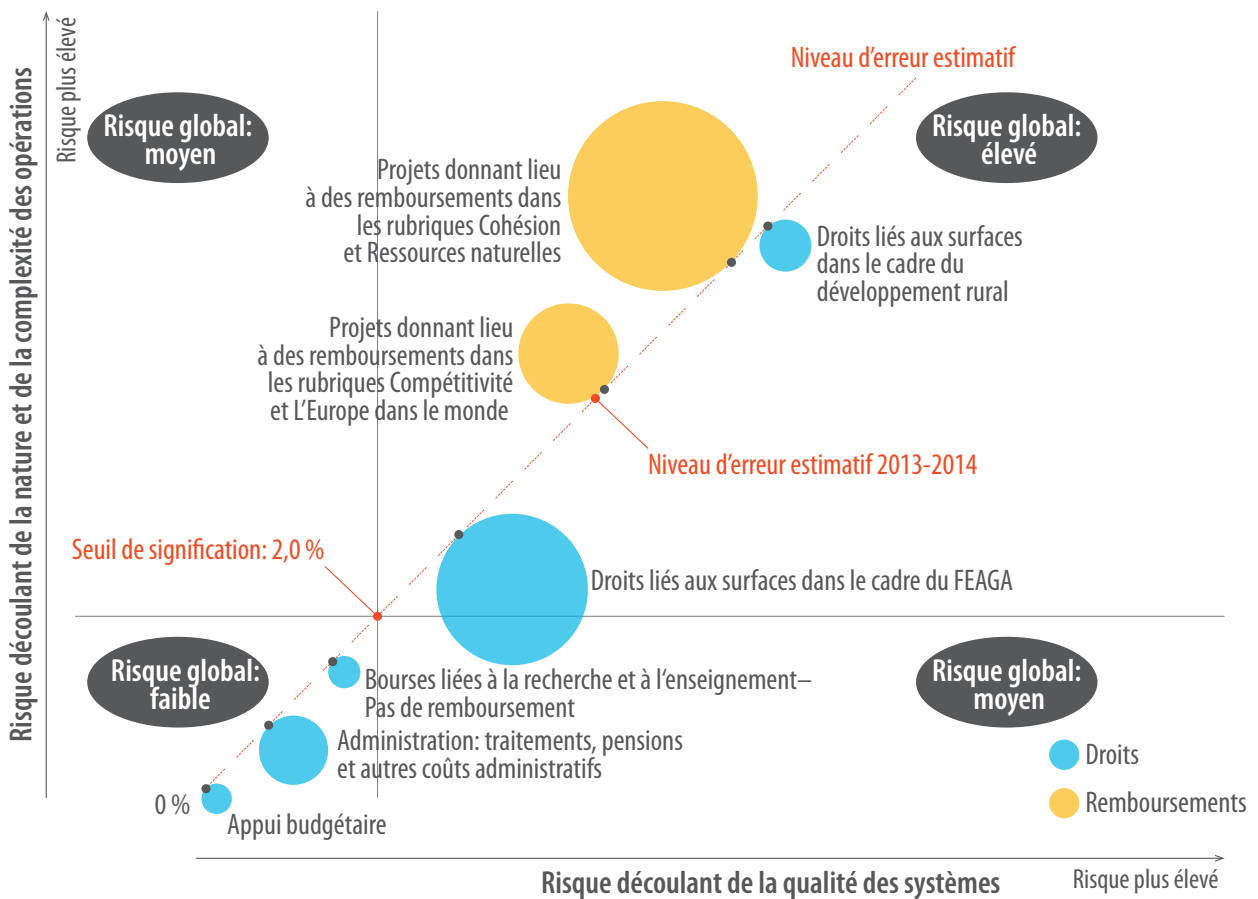 Risque découlant de la nature et de la complexité des opérations
Risque plus élevé
Niveau d'erreur estimatif
Risque global:
moyen
Risque global:
élevé
Projets donnant lieu
à des remboursements dans
les rubriques Cohésion
et Ressources naturelles
Droits liés aux surfaces
dans le cadre du
développement rural
Projets donnant lieu
à des remboursements dans
les rubriques Compétitivité
et L'Europe dans le monde
Niveau d'erreur estimatif 2013-2014
Seuil de signification: 2,0 %
Droits liés aux surfaces dans le cadre du FEAGA
Risque global:
faible
Bourses liées à la recherche et à l'enseignement–
Pas de remboursement
Risque global:
moyen
Administration: traitements, pensions
et autres coûts administratifs
Droits
0 %
Appui budgétaire
Remboursements
Risque découlant de la qualité des systèmes
Risque plus élevé